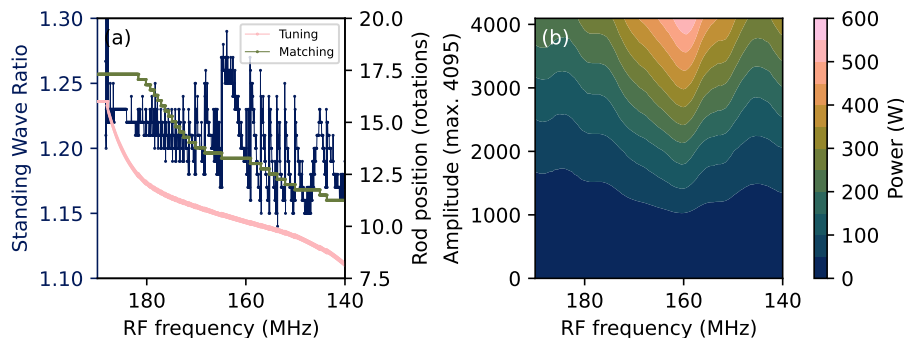 a)
Tuning
Matching
1.30
1.25
1.20
1.15
1.10
Standing Wave Ratio
180
160
140
RF frequency (MHz)
20.0
17.5
15.0
12.5
10.0
7.5
Rod position (rotations)
(b)
4000
3000
2000
1000
0
Amplitude (max. 4095)
180
160
140
RF frequency (MHz)
600
500
400
300
200
100
0
Power (W)